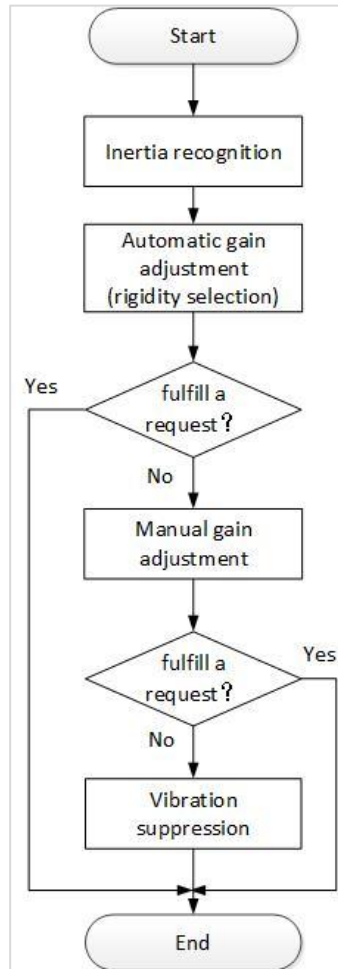 Start
Inertia recognition
Automatic gain
adjustment
(rigidity selection)
Yes
fulfill a
request？
No
Manual gain
adjustment
fulfill a
request？
Yes
No
Vibration
suppression
End